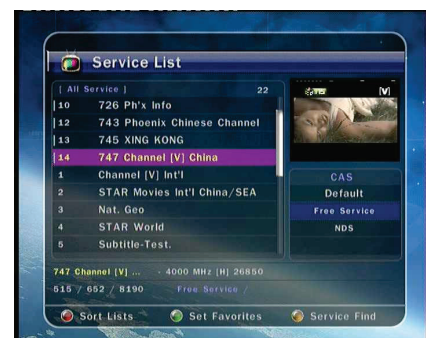 Service List
[ All Service ] 22
10 726 Ph'x Info
12 743 Phoenix Chinese Channel
13 745 XING KONG
14 747 Channel [V] China
1 Channel [V] Int'l
2 STAR Movies Int'l China/SEA
3 Nat. Geo
4 STAR World
5 Subtitle-Test.
[V]
CAS
Default
Free Service
NDS
747 Channel [V] ... - 4000 MHz [H] 26850
515 / 652 / 8190 Free Service /
Sort Lists Set Favorites Service Find